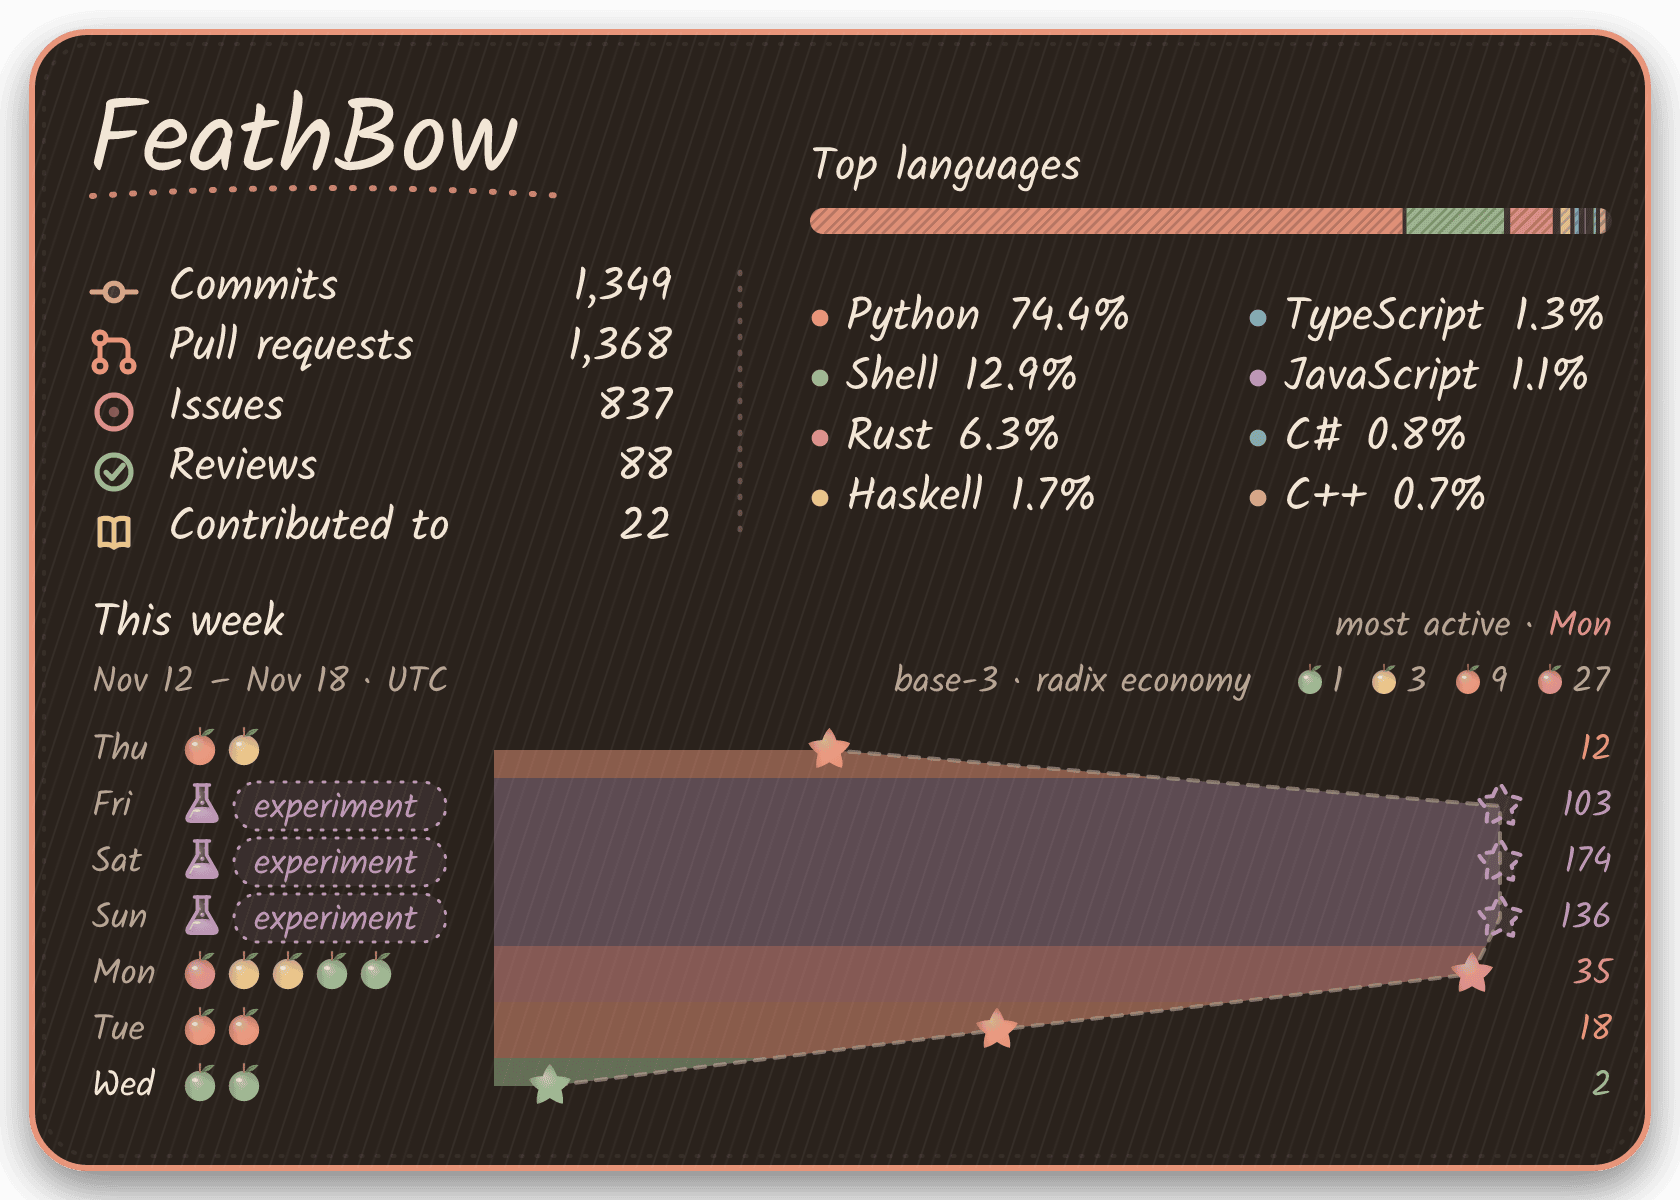 FeathBow
Commits 1,349
Pull requests 1,368
Issues 837
Reviews 88
Contributed to 22
Top languages
Python 74.4%
Shell 12.9%
Rust 6.3%
Haskell 1.7%
TypeScript 1.3%
JavaScript 1.1%
C# 0.8%
C++ 0.7%
This week
most active · Mon
Nov 12 – Nov 18 · UTC
base-3 · radix economy 1 3 9 27
Thu 12
Fri experiment 103
Sat experiment 174
Sun experiment 136
Mon 35
Tue 18
Wed 2